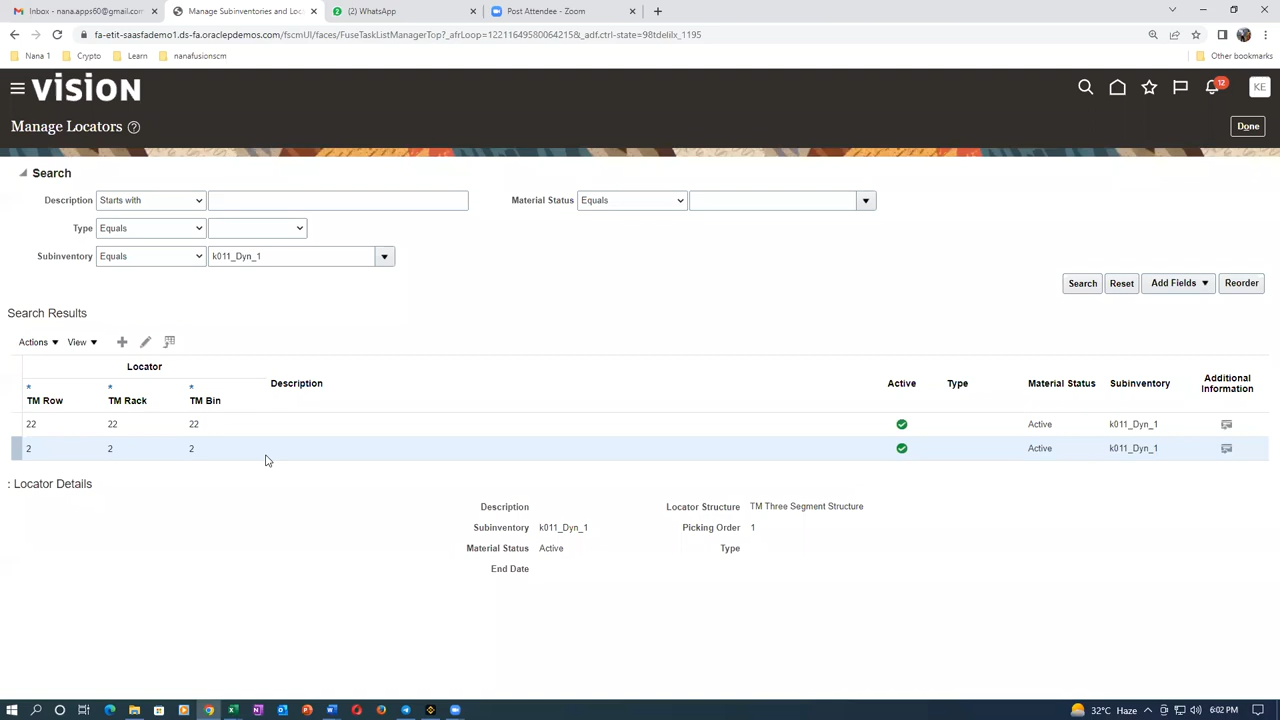 Inbox - nana.apps60@gmail.com
Manage Subinventories and Loc
(2) WhatsApp
Post Attendee - Zoom
fa-etit-saasfademo1.ds-fa.oraclepdemos.com/fscmUI/faces/FuseTaskListManagerTop?_afrLoop=12211649580064215&_adf.ctrl-state=98tdelilx_1195
Nana 1
Crypto
Learn
nanafusionscm
Other bookmarks
VISION
12
KE
Manage Locators
Done
Search
Description Starts with
Material Status Equals
Type Equals
Subinventory Equals k011_Dyn_1
Search Reset Add Fields Reorder
Search Results
Actions View
Locator
Description Active Type Material Status Subinventory Additional Information
* * *
TM Row TM Rack TM Bin
22 22 22 Active k011_Dyn_1
2 2 2 Active k011_Dyn_1
: Locator Details
Description
Locator Structure TM Three Segment Structure
Subinventory k011_Dyn_1
Picking Order 1
Material Status Active
Type
End Date
32°C Haze
6:02 PM